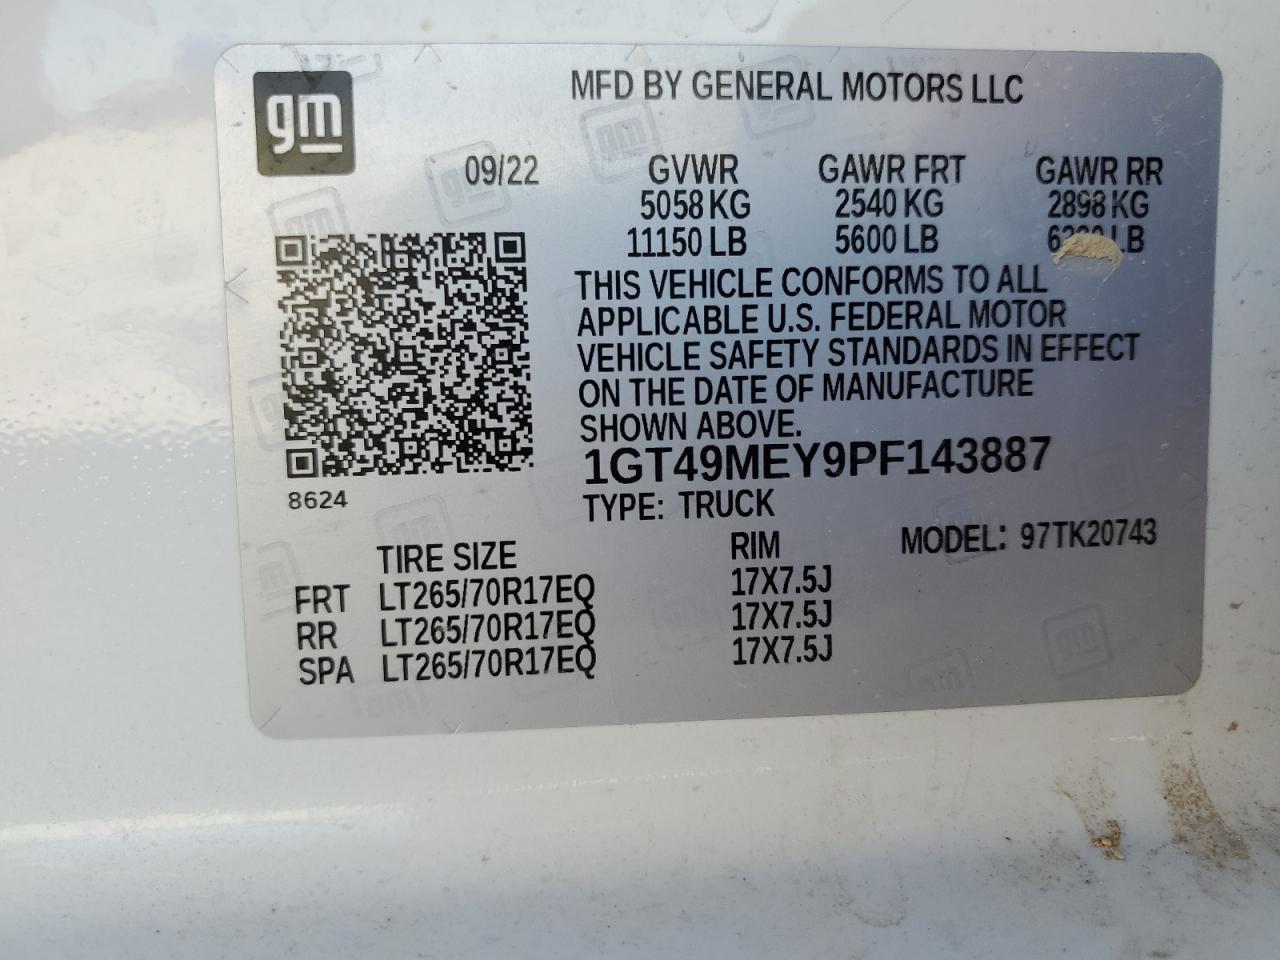 gm
MFD BY GENERAL MOTORS LLC
09/22 GVWR GAWR FRT GAWR RR
5058 KG 2540 KG 2898 KG
11150 LB 5600 LB LB
THIS VEHICLE CONFORMS TO ALL
APPLICABLE U.S. FEDERAL MOTOR
VEHICLE SAFETY STANDARDS IN EFFECT
ON THE DATE OF MANUFACTURE
SHOWN ABOVE.
1GT49MEY9PF143887
8624
TYPE: TRUCK
TIRE SIZE RIM MODEL: 97TK20743
FRT LT265/70R17EQ 17X7.5J
RR LT265/70R17EQ 17X7.5J
SPA LT265/70R17EQ 17X7.5J